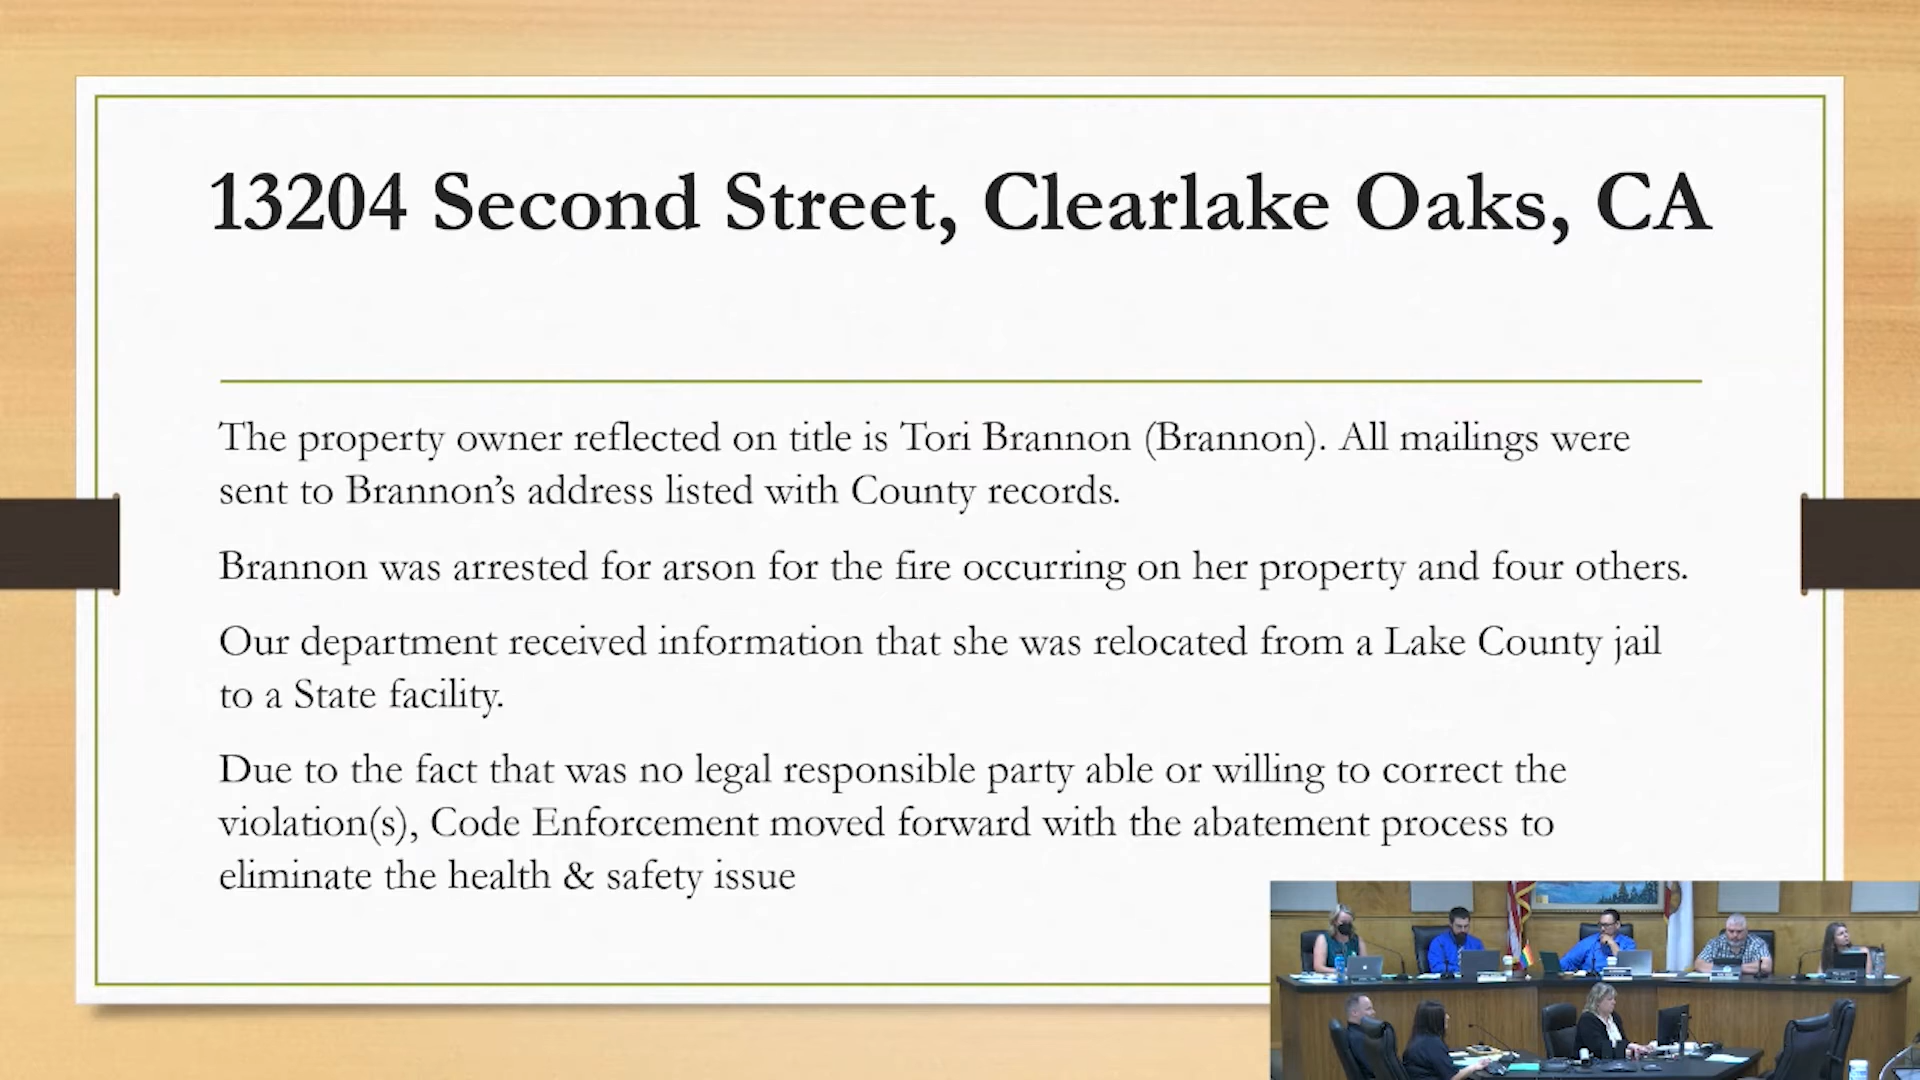 13204 Second Street, Clearlake Oaks, CA
The property owner reflected on title is Tori Brannon (Brannon). All mailings were
sent to Brannon’s address listed with County records.
Brannon was arrested for arson for the fire occurring on her property and four others.
Our department received information that she was relocated from a Lake County jail
to a State facility.
Due to the fact that was no legal responsible party able or willing to correct the
violation(s), Code Enforcement moved forward with the abatement process to
eliminate the health & safety issue